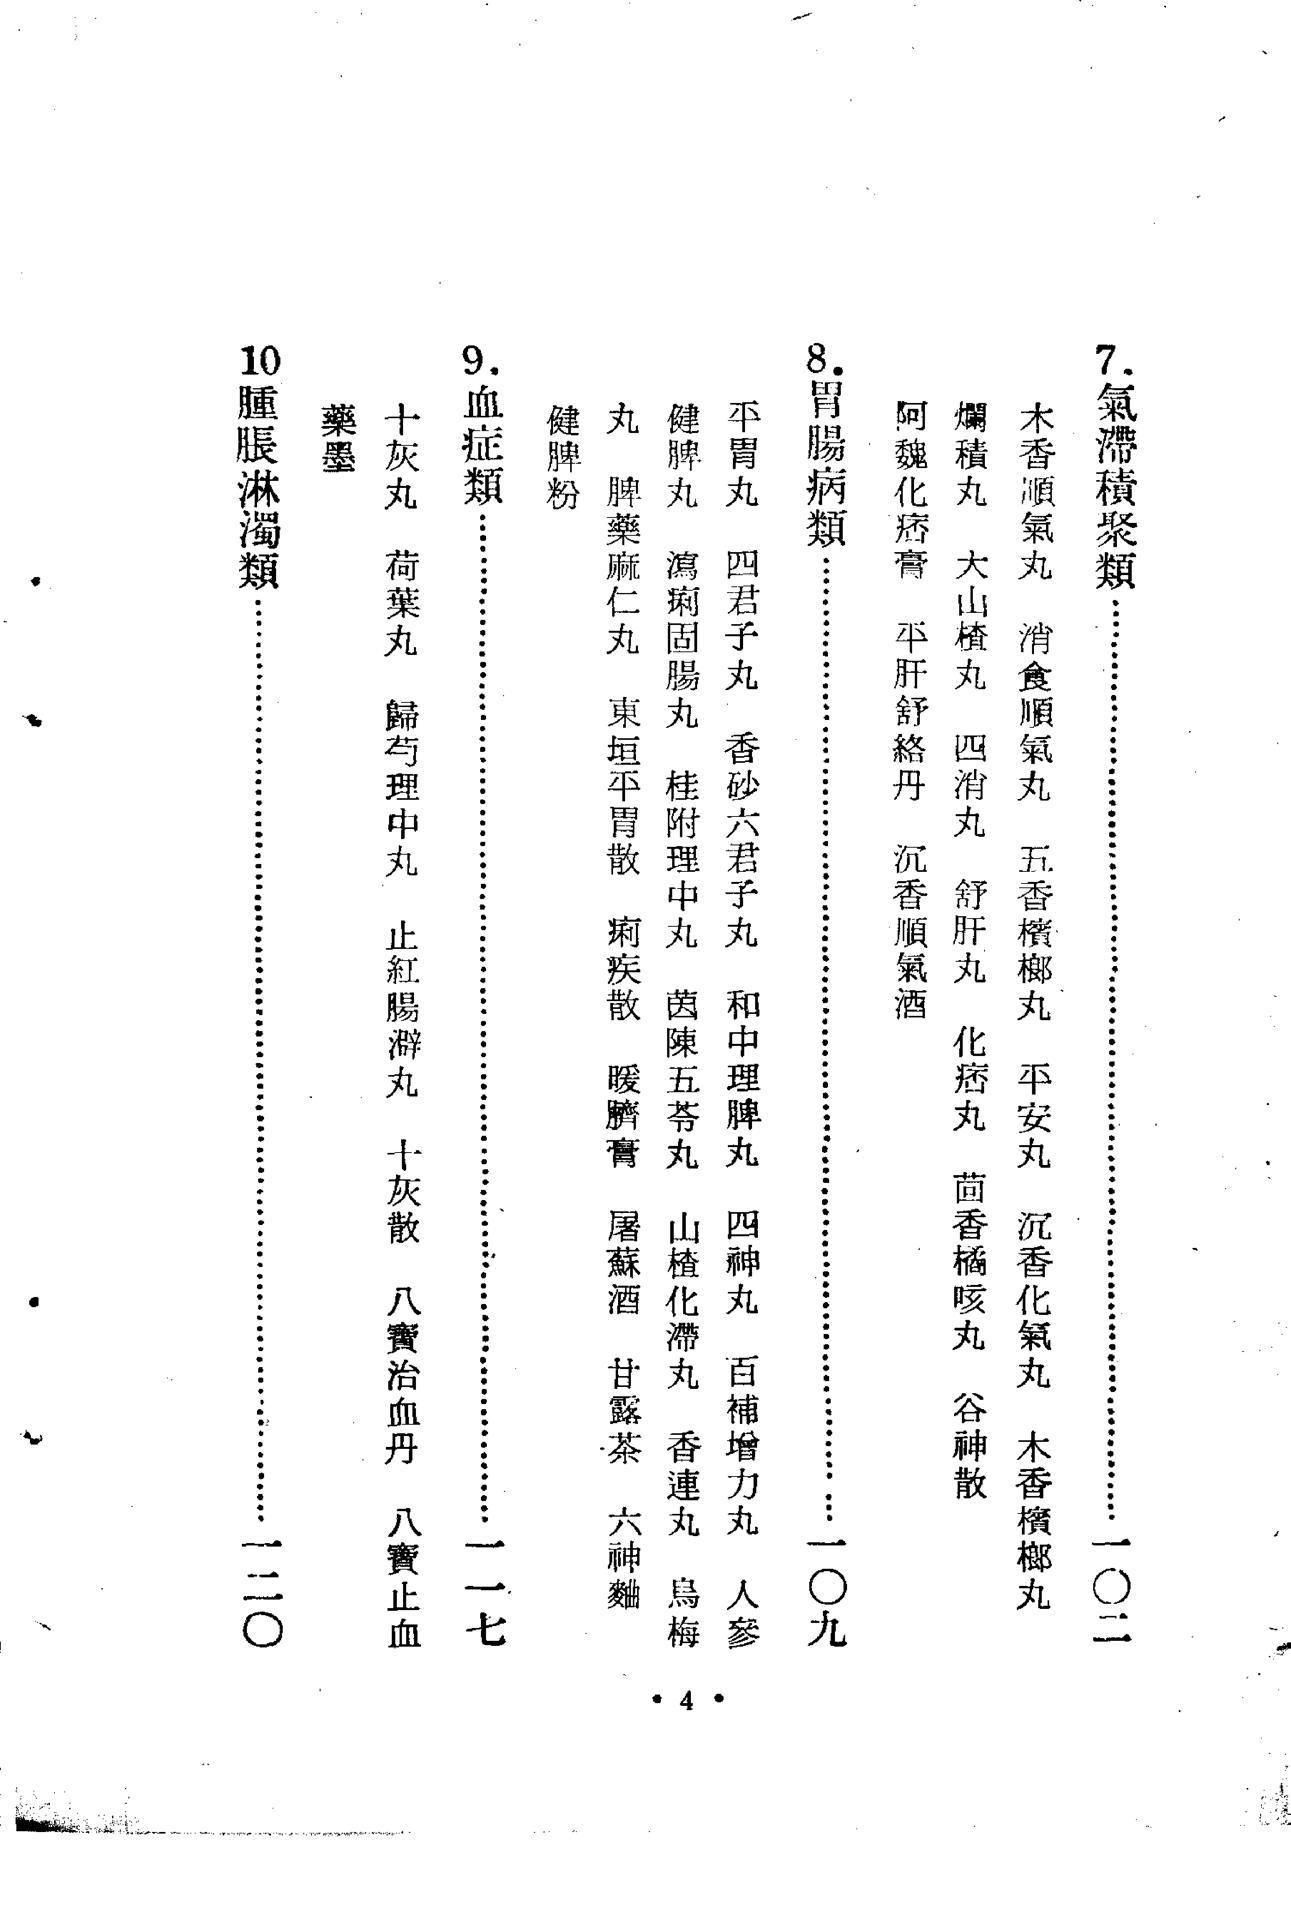 7.氣滯積聚類……一〇二
木香順氣丸　消食順氣丸　五香檳榔丸　平安丸　沉香化氣丸　木香檳榔丸
爛積丸　大山楂丸　四消丸　舒肝丸　化痞丸　茴香橘咳丸　谷神散
阿魏化痞膏　平肝舒絡丹　沉香順氣酒
8.胃腸病類……一〇九
平胃丸　四君子丸　香砂六君子丸　和中理脾丸　四神丸　百補增力丸　人參
健脾丸　瀉痢固腸丸　桂附理中丸　茵陳五苓丸　山楂化滯丸　香連丸　烏梅
丸　脾藥麻仁丸　東垣平胃散　痢疾散　暖臍膏　屠蘇酒　甘露茶　六神麯
健脾粉
9.血症類……一一七
十灰丸　荷葉丸　歸芍理中丸　止紅腸澼丸　十灰散　八寶治血丹　八寶止血
藥墨
10腫脹淋濁類……一二〇
•4•